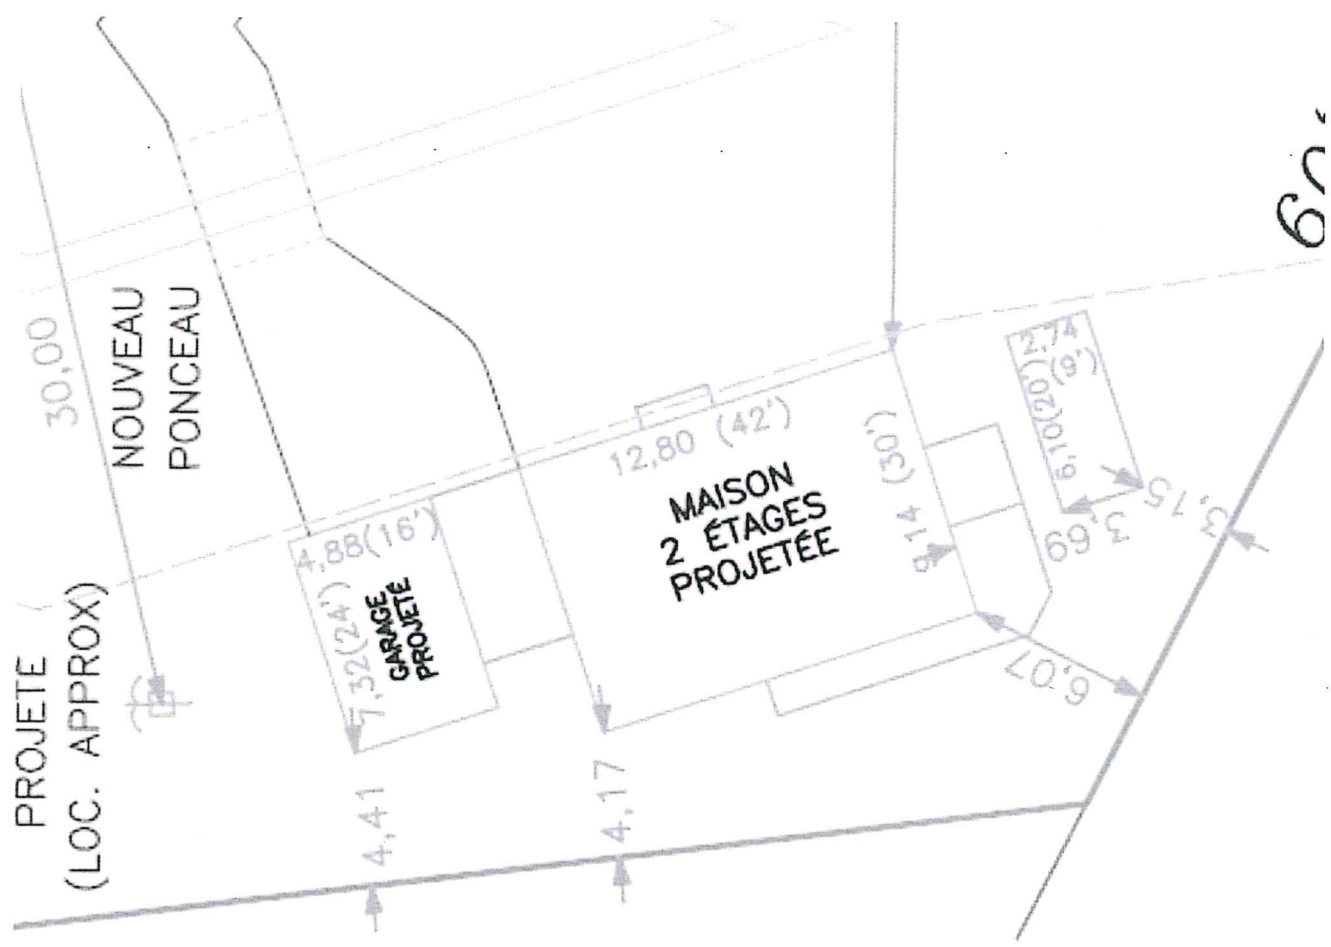 30,00
NOUVEAU
PONCEAU
PROJETE
(LOC. APPROX)
4,88(16')
7,32(24')
GARAGE
PROJETÉ
12,80 (42')
MAISON
2 ÉTAGES
PROJETÉE
9,14 (30')
2,74
(9')
6,10(20')
3,69
3,15
6,07
4,41
4,17